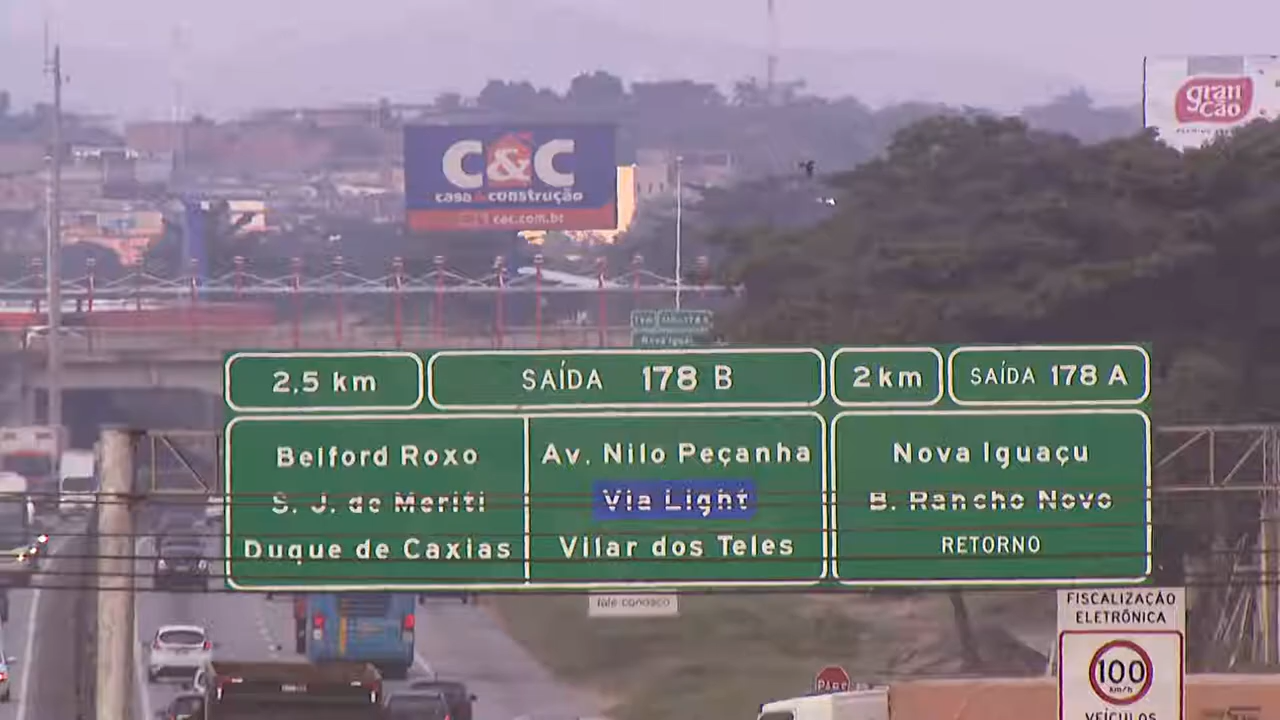 gran
cão
C&C
casa&construção
cec.com.br
2,5 km
SAÍDA 178 B
2 km
SAÍDA 178 A
Belford Roxo
S. J. de Meriti
Duque de Caxias
Av. Nilo Peçanha
Via Light
Vilar dos Teles
Nova Iguaçu
B. Rancho Novo
RETORNO
fale conosco
FISCALIZAÇÃO
ELETRÔNICA
100
km/h
VEÍCULOS
PARE